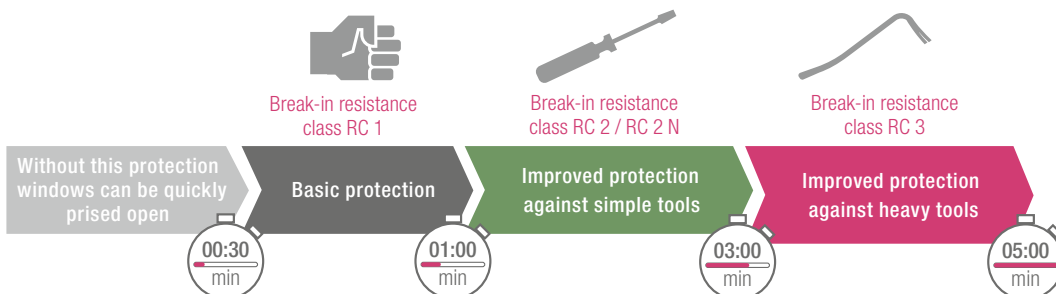 Break-in resistance
class RC 1
Break-in resistance
class RC 2 / RC 2 N
Break-in resistance
class RC 3
Without this protection
windows can be quickly
prised open
Basic protection
Improved protection
against simple tools
Improved protection
against heavy tools
00:30
min
01:00
min
03:00
min
05:00
min